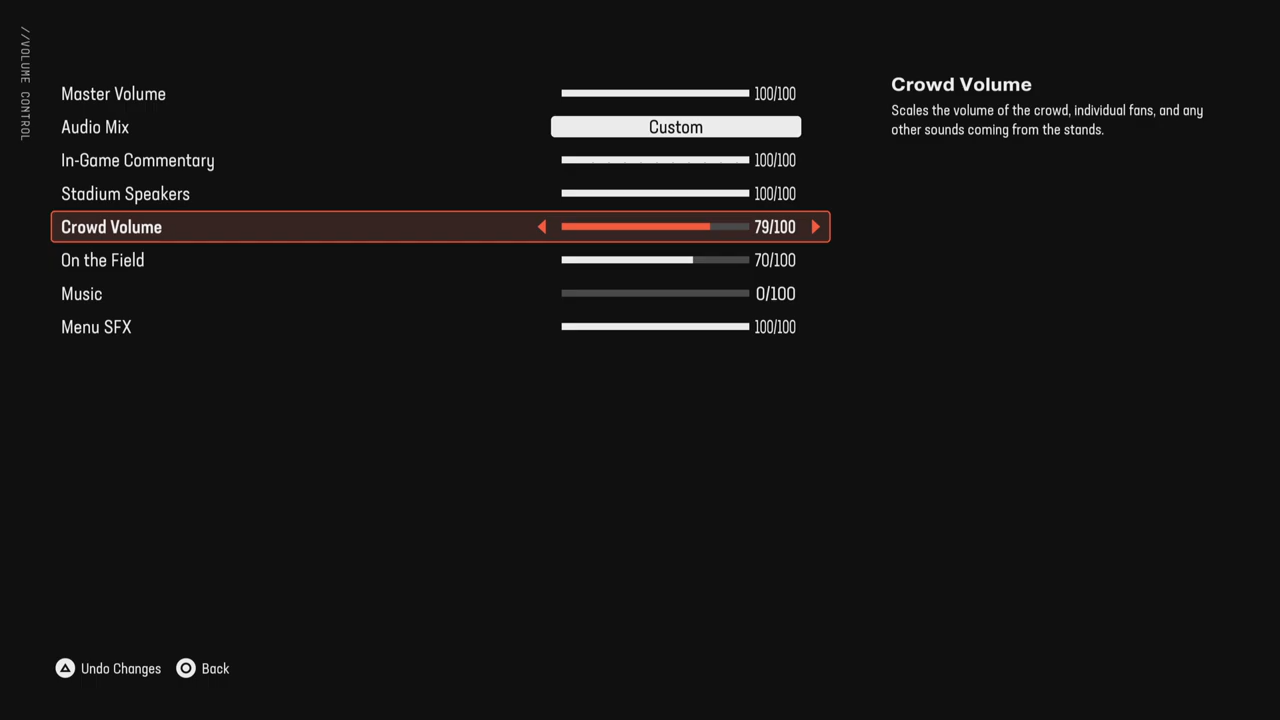 //VOLUME CONTROL
Master Volume 100/100
Audio Mix Custom
In-Game Commentary 100/100
Stadium Speakers 100/100
Crowd Volume 79/100
On the Field 70/100
Music 0/100
Menu SFX 100/100
Crowd Volume
Scales the volume of the crowd, individual fans, and any
other sounds coming from the stands.
Undo Changes Back